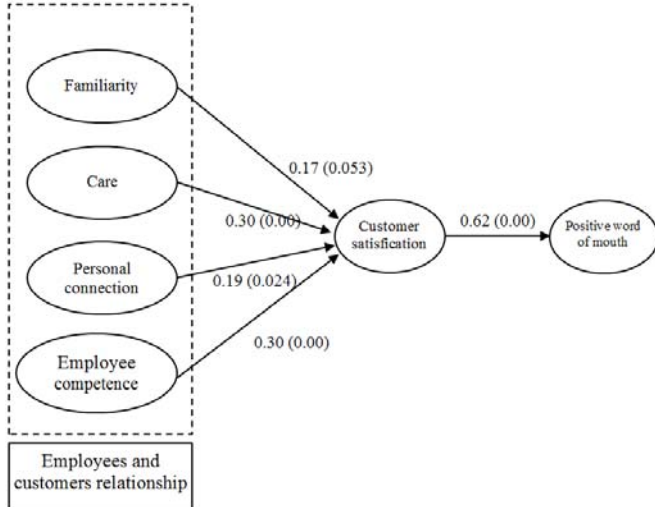 Familiarity
0.17 (0.053)
Care
0.30 (0.00)
Customer
satisfication
0.62 (0.00)
Positive word
of mouth
Personal
connection
0.19 (0.024)
0.30 (0.00)
Employee
competence
Employees and
customers relationship